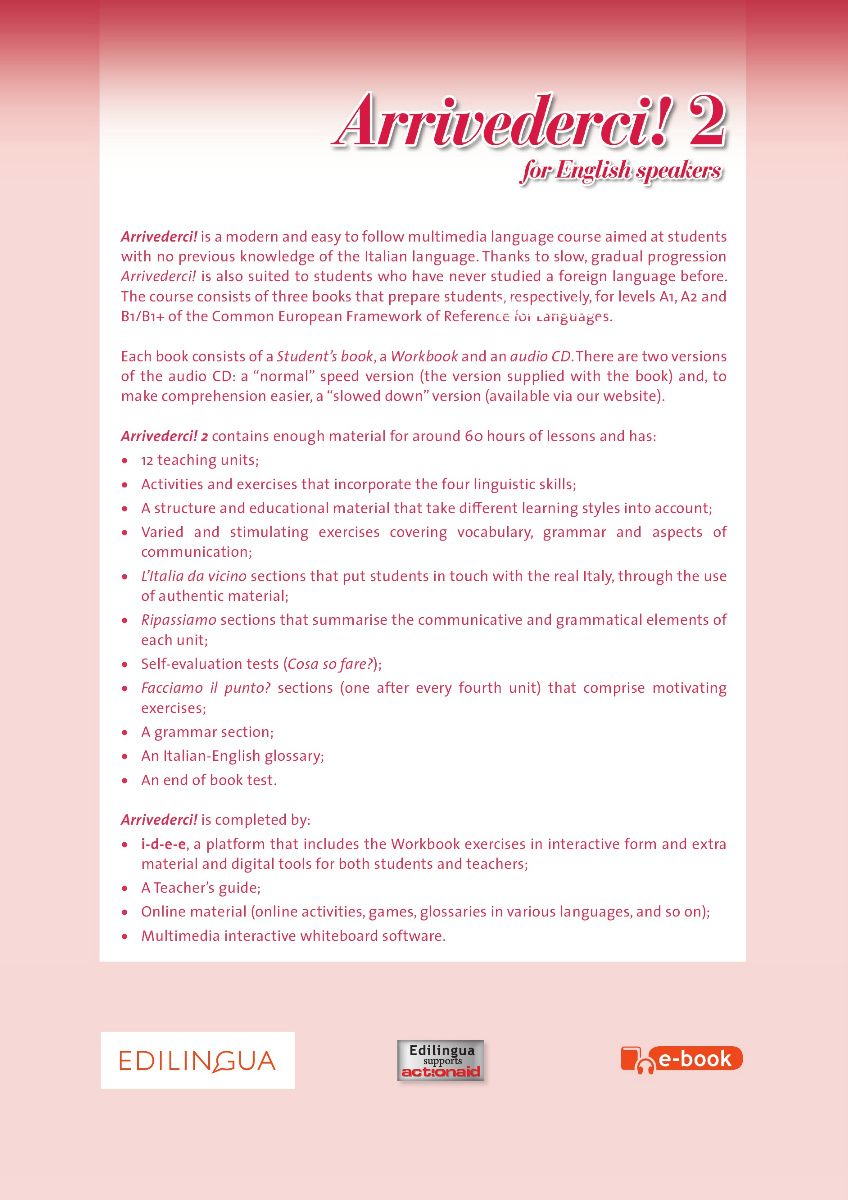 Arrivederci! 2
for English speakers
Arrivederci! is a modern and easy to follow multimedia language course aimed at students
with no previous knowledge of the Italian language. Thanks to slow, gradual progression
Arrivederci! is also suited to students who have never studied a foreign language before.
The course consists of three books that prepare students, respectively, for levels A1, A2 and
B1/B1+ of the Common European Framework of Reference for Languages.
Each book consists of a Student's book, a Workbook and an audio CD. There are two versions
of the audio CD: a "normal" speed version (the version supplied with the book) and, to
make comprehension easier, a "slowed down" version (available via our website).
Arrivederci! 2 contains enough material for around 60 hours of lessons and has:
• 12 teaching units;
• Activities and exercises that incorporate the four linguistic skills;
• A structure and educational material that take different learning styles into account;
• Varied and stimulating exercises covering vocabulary, grammar and aspects of
communication;
• L'Italia da vicino sections that put students in touch with the real Italy, through the use
of authentic material;
• Ripassiamo sections that summarise the communicative and grammatical elements of
each unit;
• Self-evaluation tests (Cosa so fare?);
• Facciamo il punto? sections (one after every fourth unit) that comprise motivating
exercises;
• A grammar section;
• An Italian-English glossary;
• An end of book test.
Arrivederci! is completed by:
• i-d-e-e, a platform that includes the Workbook exercises in interactive form and extra
material and digital tools for both students and teachers;
• A Teacher's guide;
• Online material (online activities, games, glossaries in various languages, and so on);
• Multimedia interactive whiteboard software.
EDILINGUA
Edilingua
supports
act!onaid
e-book